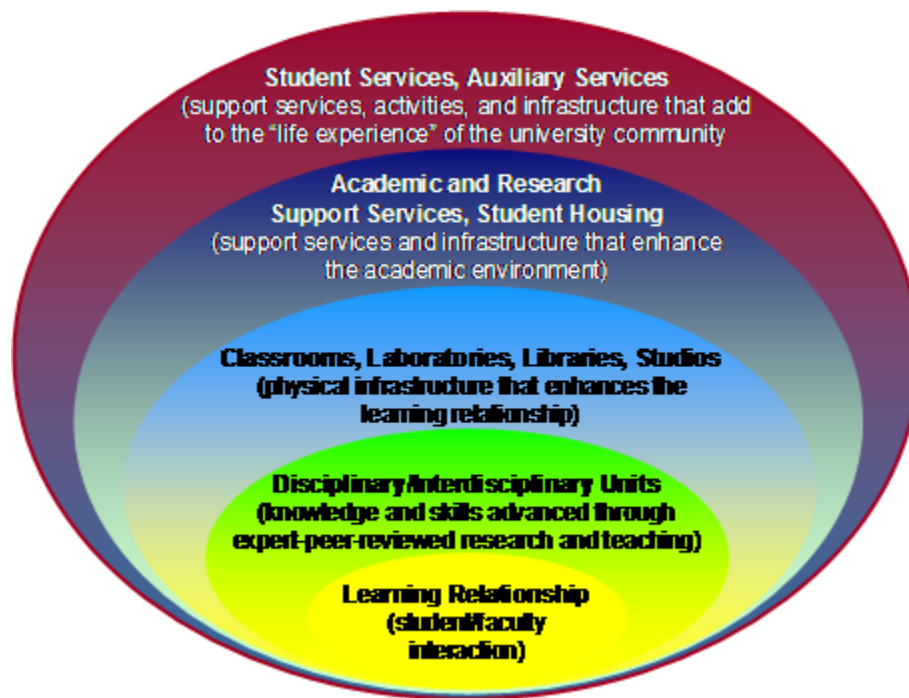 Student Services, Auxiliary Services
(support services, activities, and infrastructure that add
to the “life experience” of the university community
Academic and Research
Support Services, Student Housing
(support services and infrastructure that enhance
the academic environment)
Classrooms, Laboratories, Libraries, Studios
(physical infrastructure that enhances the
learning relationship)
Disciplinary/Interdisciplinary Units
(knowledge and skills advanced through
expert-peer-reviewed research and teaching)
Learning Relationship
(student/faculty
interaction)